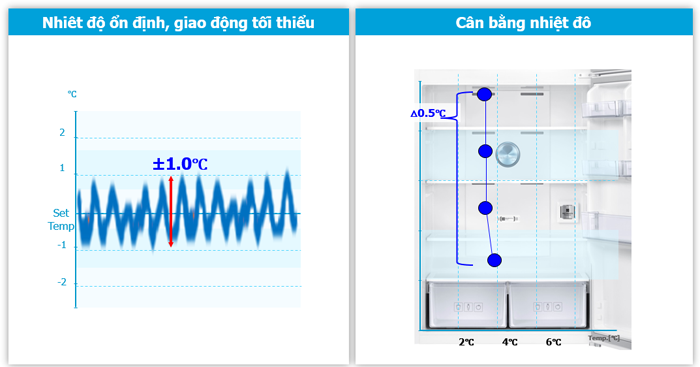 Nhiêt độ ổn định, giao động tối thiểu
℃
2
1
±1.0℃
Set
Temp
-1
-2
Cân bằng nhiệt đô
△0.5℃
2℃
4℃
6℃
Temp.[℃]